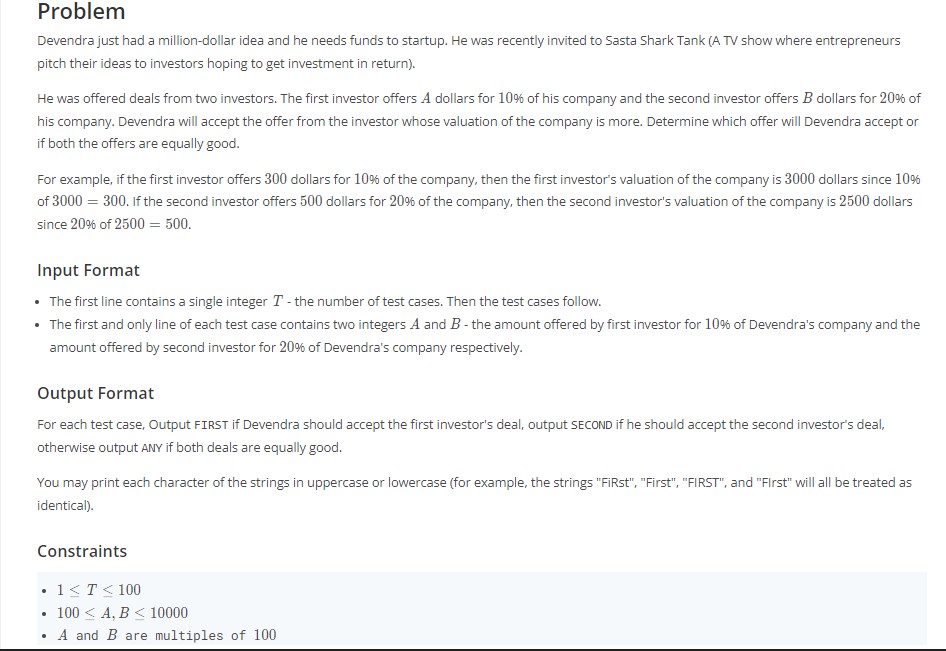 Problem
Devendra just had a million-dollar idea and he needs funds to startup. He was recently invited to Sasta Shark Tank (A TV show where entrepreneurs
pitch their ideas to investors hoping to get investment in return).
He was offered deals from two investors. The first investor offers A dollars for 10% of his company and the second investor offers B dollars for 20% of
his company. Devendra will accept the offer from the investor whose valuation of the company is more. Determine which offer will Devendra accept or
if both the offers are equally good.
For example, if the first investor offers 300 dollars for 10% of the company, then the first investor's valuation of the company is 3000 dollars since 10%
of 3000 = 300. If the second investor offers 500 dollars for 20% of the company, then the second investor's valuation of the company is 2500 dollars
since 20% of 2500 = 500.
Input Format
• The first line contains a single integer T - the number of test cases. Then the test cases follow.
• The first and only line of each test case contains two integers A and B - the amount offered by first investor for 10% of Devendra's company and the
amount offered by second investor for 20% of Devendra's company respectively.
Output Format
For each test case, Output FIRST if Devendra should accept the first investor's deal, output SECOND if he should accept the second investor's deal,
otherwise output ANY if both deals are equally good.
You may print each character of the strings in uppercase or lowercase (for example, the strings "FiRst", "First", "FIRST", and "FIrst" will all be treated as
identical).
Constraints
• 1 ≤ T ≤ 100
• 100 ≤ A, B ≤ 10000
• A and B are multiples of 100